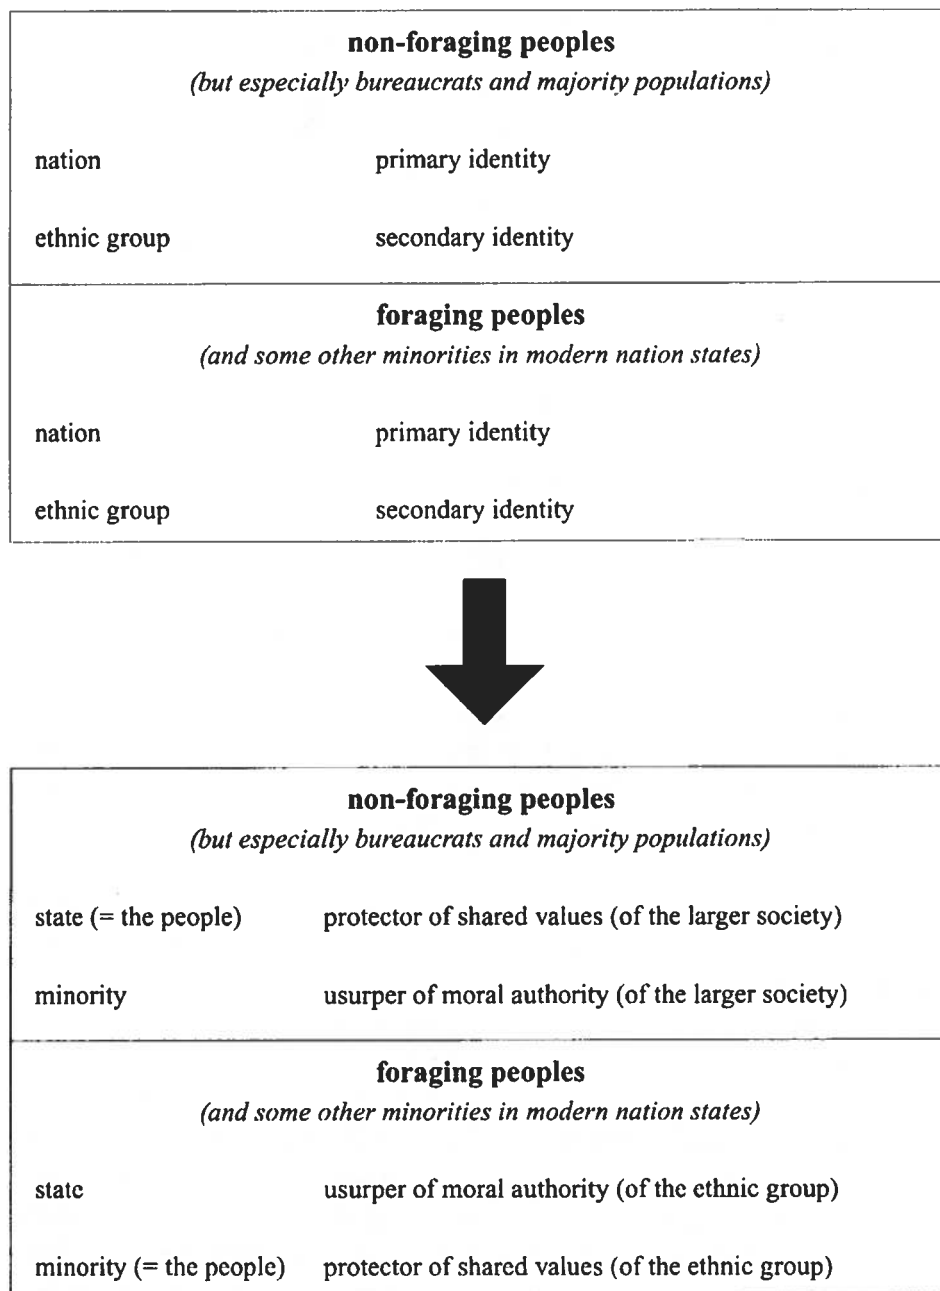 non-foraging peoples
(but especially bureaucrats and majority populations)
nation primary identity
ethnic group secondary identity
foraging peoples
(and some other minorities in modern nation states)
nation primary identity
ethnic group secondary identity
non-foraging peoples
(but especially bureaucrats and majority populations)
state (= the people) protector of shared values (of the larger society)
minority usurper of moral authority (of the larger society)
foraging peoples
(and some other minorities in modern nation states)
state usurper of moral authority (of the ethnic group)
minority (= the people) protector of shared values (of the ethnic group)